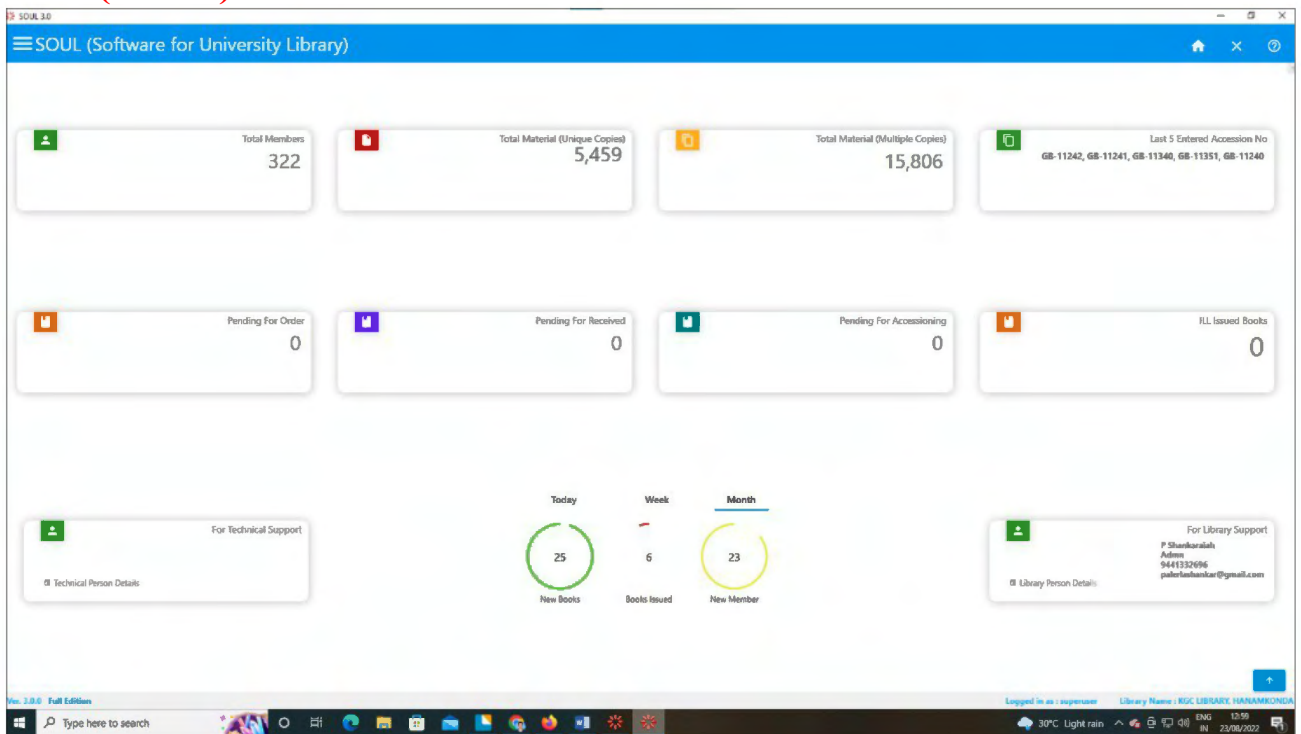 SOUL 3.0
SOUL (Software for University Library)
Total Members
322
Total Material (Unique Copies)
5,459
Total Material (Multiple Copies)
15,806
Last 5 Entered Accession No
GB-11242, GB-11241, GB-11340, GB-11351, GB-11240
Pending For Order
0
Pending For Received
0
Pending For Accessioning
0
ILL Issued Books
0
For Technical Support
Technical Person Details
Today Week Month
25 6 23
New Books Books Issued New Member
For Library Support
P Shankaraiah
Admn
9441332696
Library Person Details
Ver. 3.0.0 Full Edition
Logged in as : superuser Library Name : KGC LIBRARY, HANAMKONDA
Type here to search
30°C Light rain
ENG
IN
12:59
23/08/2022